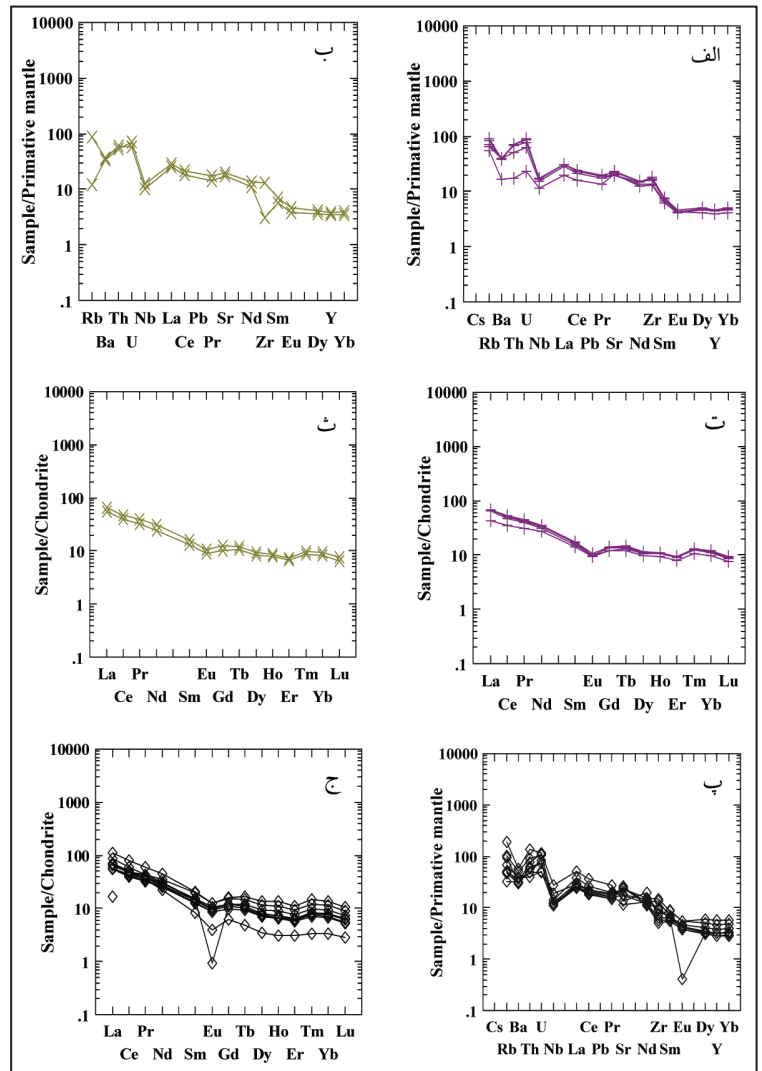 ب
10000
1000
100
10
1
.1
Sample/Primative mantle
Rb Th Nb La Pb Sr Nd Sm Y
Ba U Ce Pr Zr Eu Dy Yb
الف
10000
1000
100
10
1
.1
Sample/Primative mantle
Cs Ba U Ce Pr Zr Eu Dy Yb
Rb Th Nb La Pb Sr Nd Sm Y
ث
10000
1000
100
10
1
.1
Sample/Chondrite
La Pr Eu Tb Ho Tm Lu
Ce Nd Sm Gd Dy Er Yb
ت
10000
1000
100
10
1
.1
Sample/Chondrite
La Pr Eu Tb Ho Tm Lu
Ce Nd Sm Gd Dy Er Yb
ج
10000
1000
100
10
1
.1
Sample/Chondrite
La Pr Eu Tb Ho Tm Lu
Ce Nd Sm Gd Dy Er Yb
پ
10000
1000
100
10
1
.1
Sample/Primative mantle
Cs Ba U Ce Pr Zr Eu Dy Yb
Rb Th Nb La Pb Sr Nd Sm Y